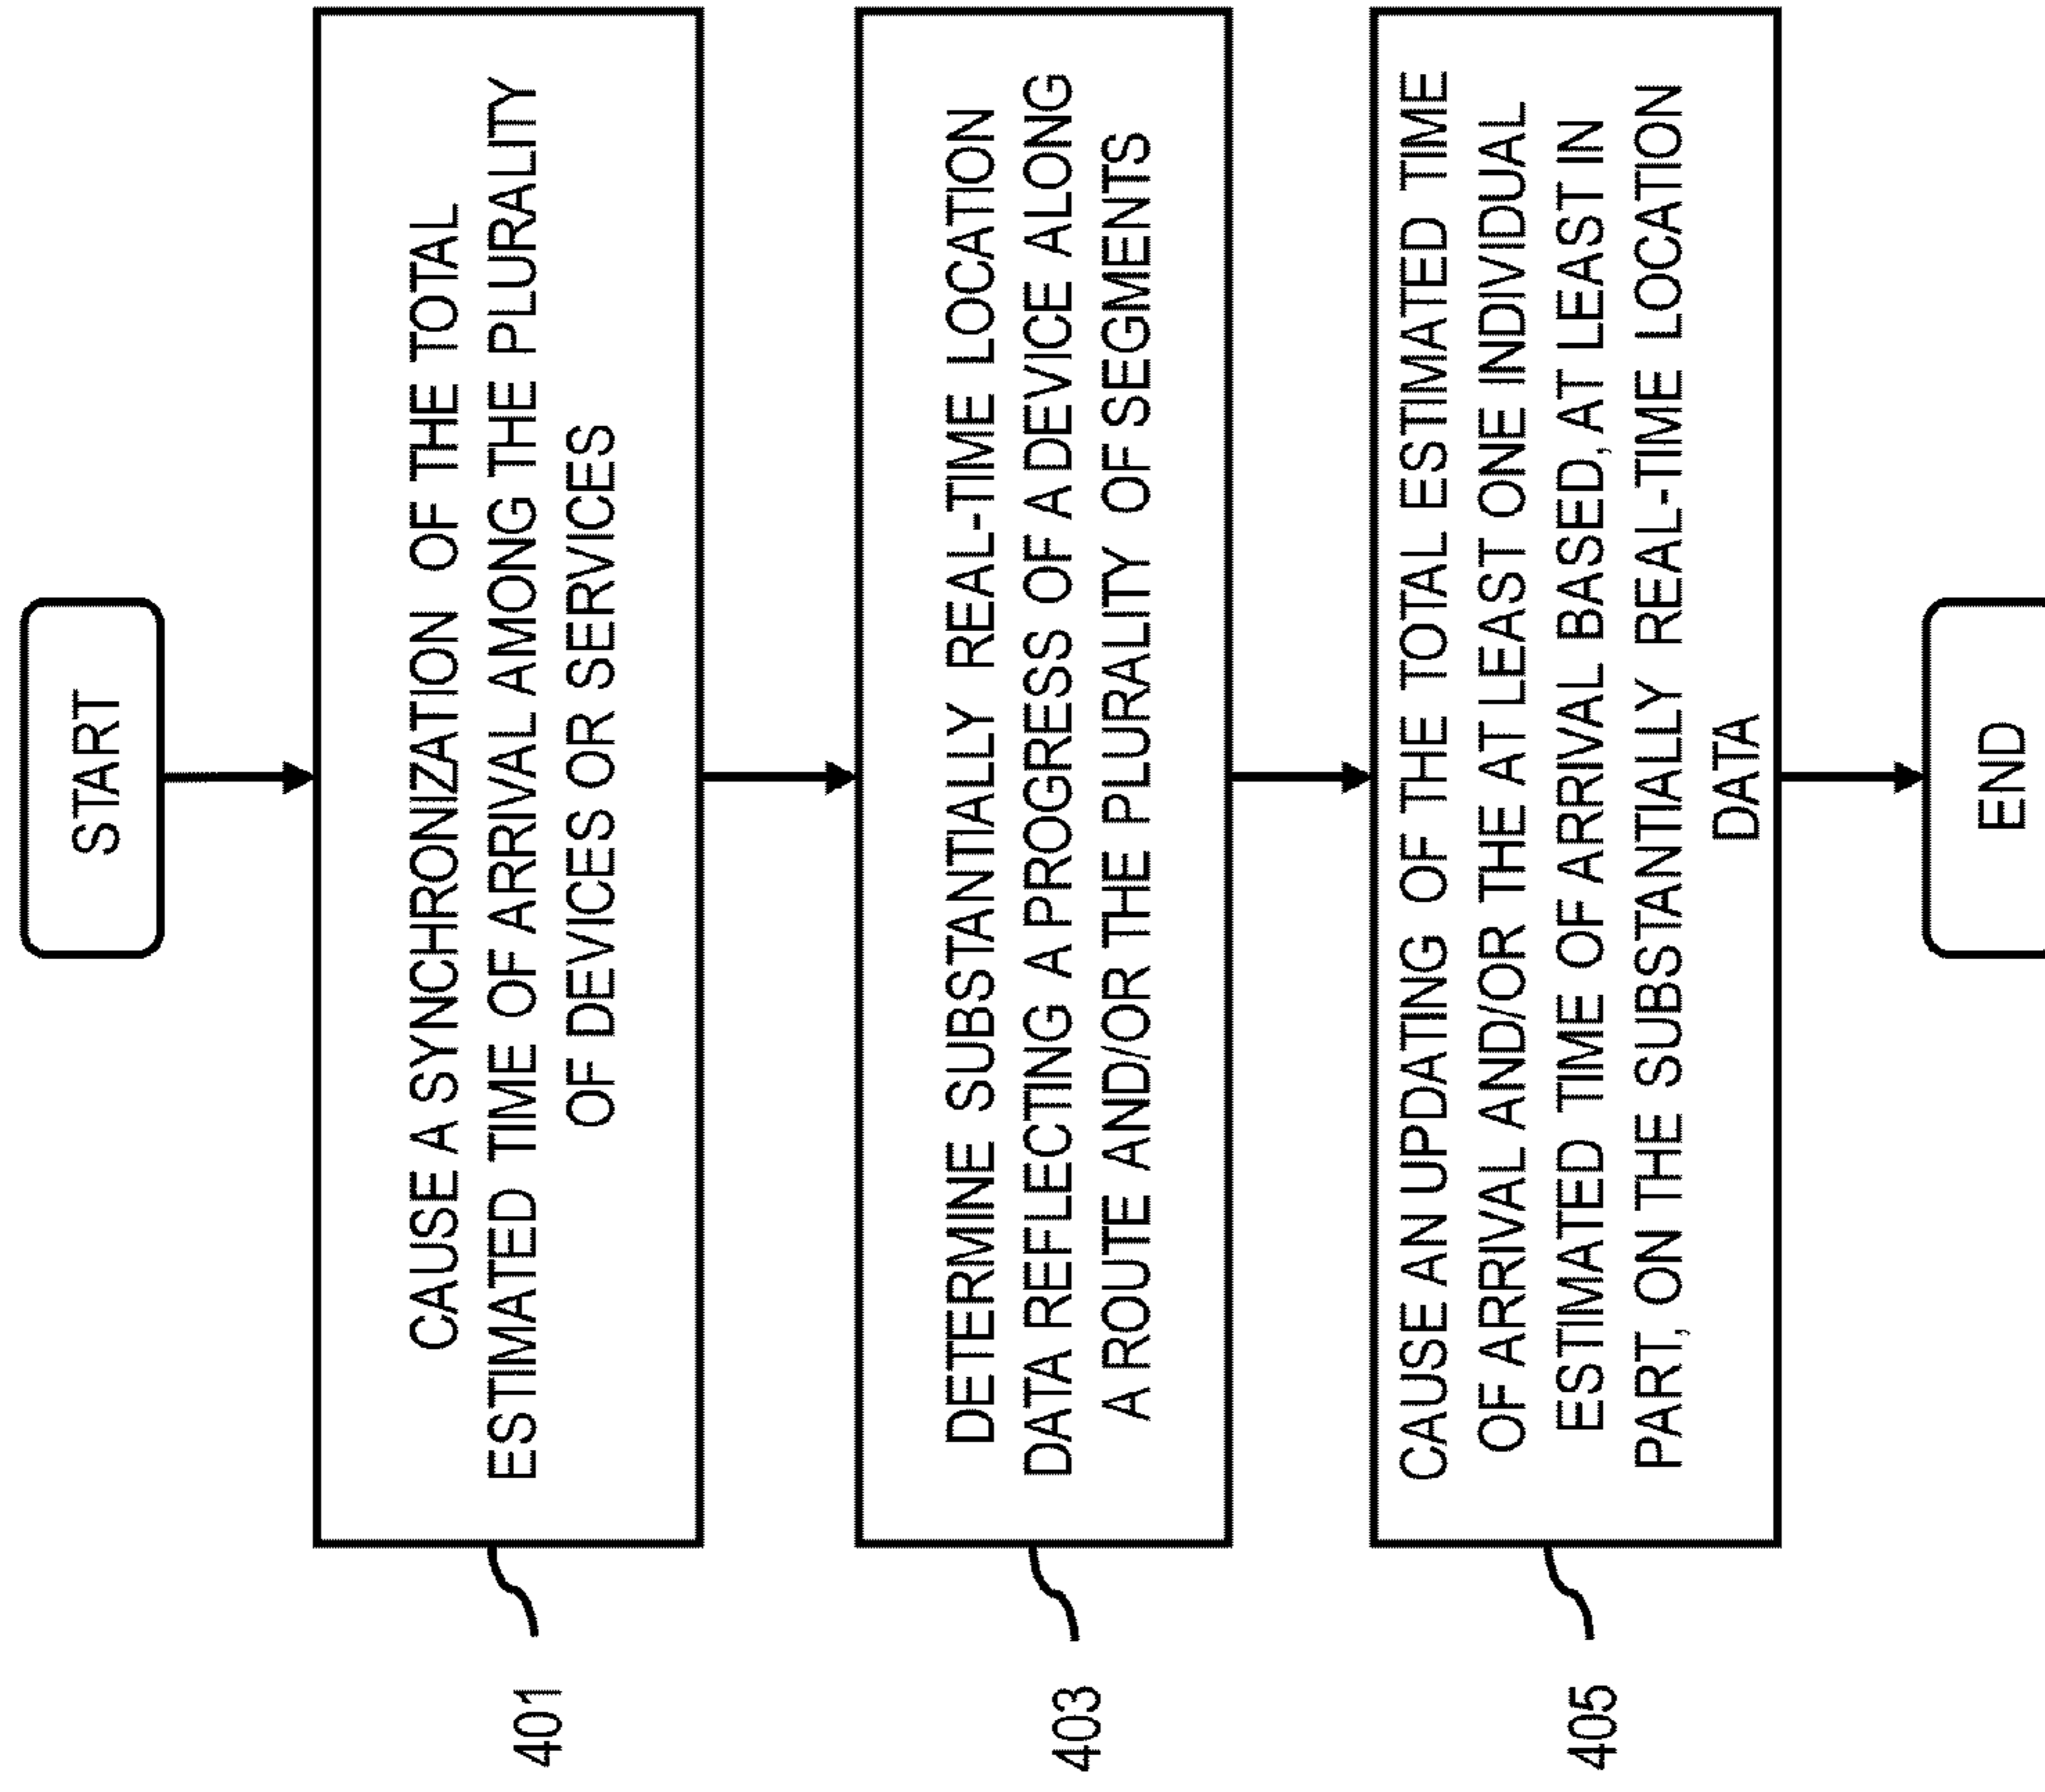 START
CAUSE A SYNCHRONIZATION OF THE TOTAL
ESTIMATED TIME OF ARRIVAL AMONG THE PLURALITY
OF DEVICES OR SERVICES
401
DETERMINE SUBSTANTIALLY REAL-TIME LOCATION
DATA REFLECTING A PROGRESS OF A DEVICE ALONG
A ROUTE AND/OR THE PLURALITY OF SEGMENTS
403
CAUSE AN UPDATING OF THE TOTAL ESTIMATED TIME
OF ARRIVAL AND/OR THE AT LEAST ONE INDIVIDUAL
ESTIMATED TIME OF ARRIVAL BASED, AT LEAST IN
PART, ON THE SUBSTANTIALLY REAL-TIME LOCATION
DATA
405
END